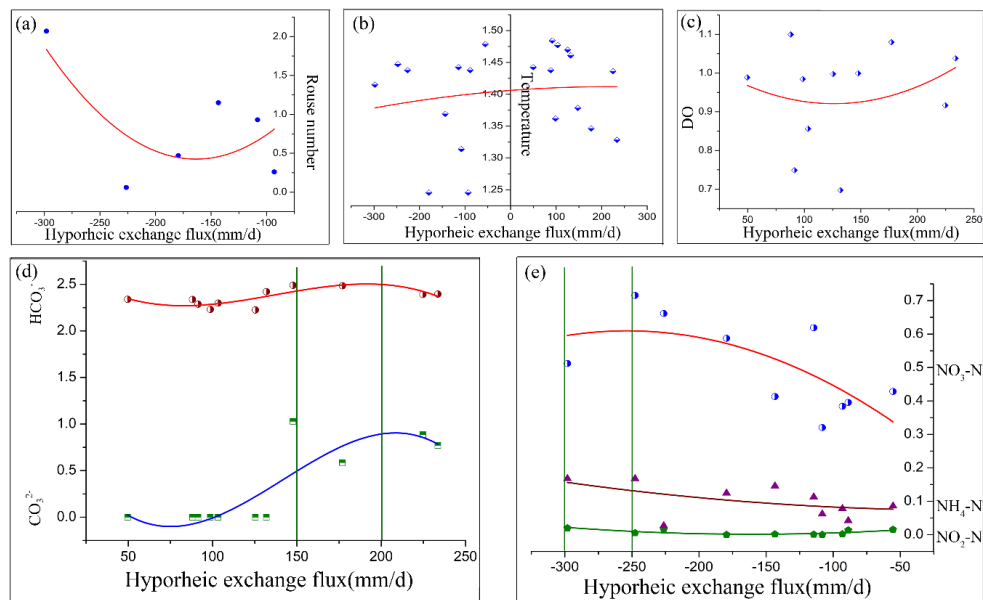 (a)
Rouse number
2.0
1.5
1.0
0.5
0.0
-300 -250 -200 -150 -100
Hyporheic exchange flux(mm/d)
(b)
Temperature
1.50
1.45
1.40
1.35
1.30
1.25
-300 -200 -100 0 100 200 300
Hyporheic exchange flux(mm/d)
(c)
DO
1.1
1.0
0.9
0.8
0.7
50 100 150 200 250
Hyporheic exchange flux(mm/d)
(d)
HCO₃⁻
CO₃²⁻
2.5
2.0
1.5
1.0
0.5
0.0
50 100 150 200 250
Hyporheic exchange flux(mm/d)
(e)
0.7
0.6
0.5
NO₃-N
0.4
0.3
0.2
0.1
NH₄-N
0.0
NO₂-N
-300 -250 -200 -150 -100 -50
Hyporheic exchange flux(mm/d)